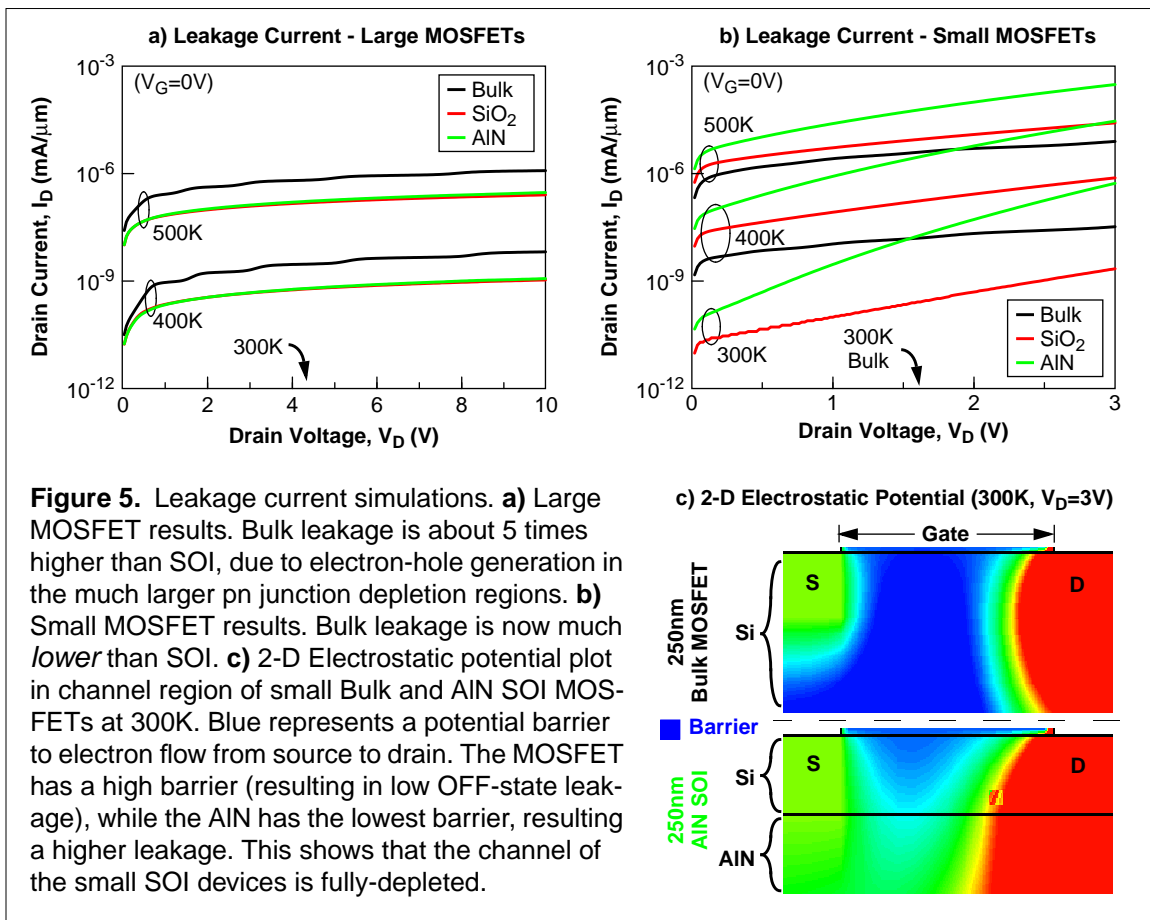 a) Leakage Current - Large MOSFETs
10-3
(VG=0V)
Bulk
SiO2
AlN
10-6
500K
10-9
400K
300K
10-12
0 2 4 6 8 10
Drain Voltage, VD (V)
Drain Current, ID (mA/μm)
b) Leakage Current - Small MOSFETs
10-3
(VG=0V)
500K
10-6
400K
10-9
300K
300K
Bulk
Bulk
SiO2
AlN
10-12
0 1 2 3
Drain Voltage, VD (V)
Drain Current, ID (mA/μm)
Figure 5. Leakage current simulations. a) Large
MOSFET results. Bulk leakage is about 5 times
higher than SOI, due to electron-hole generation in
the much larger pn junction depletion regions. b)
Small MOSFET results. Bulk leakage is now much
lower than SOI. c) 2-D Electrostatic potential plot
in channel region of small Bulk and AlN SOI MOS-
FETs at 300K. Blue represents a potential barrier
to electron flow from source to drain. The MOSFET
has a high barrier (resulting in low OFF-state leak-
age), while the AlN has the lowest barrier, resulting
a higher leakage. This shows that the channel of
the small SOI devices is fully-depleted.
c) 2-D Electrostatic Potential (300K, VD=3V)
Gate
S
D
Si
250nm
Bulk MOSFET
Barrier
S
D
Si
AlN
250nm
AlN SOI